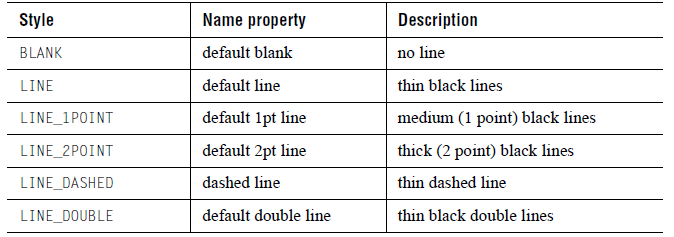 Style Name property Description
BLANK default blank no line
LINE default line thin black lines
LINE_1POINT default 1pt line medium (1 point) black lines
LINE_2POINT default 2pt line thick (2 point) black lines
LINE_DASHED dashed line thin dashed line
LINE_DOUBLE default double line thin black double lines